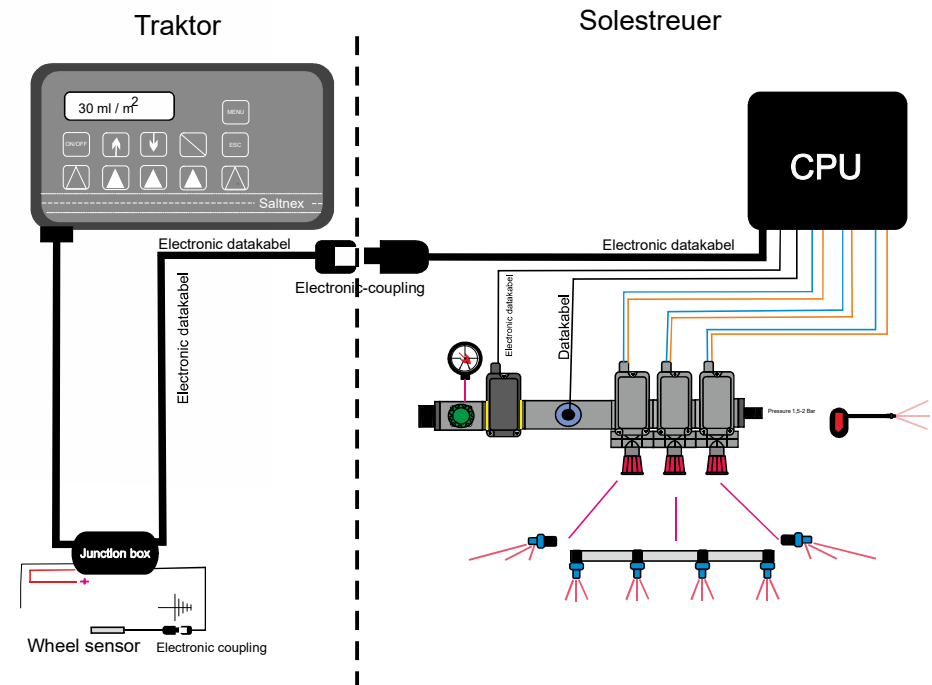 Traktor
Solestreuer
30 ml / m2
MENU
ON/OFF
ESC
Saltnex
CPU
Electronic datakabel
Electronic datakabel
Electronic-coupling
Electronic datakabel
Electronic datakabel
Datakabel
Pressure 1,5-2 Bar
Junction box
+
Wheel sensor
Electronic coupling